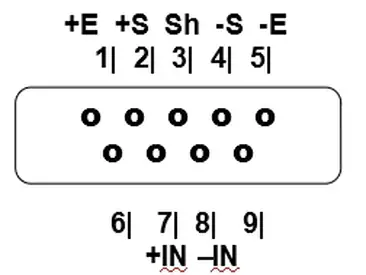 +E +S Sh -S -E
1| 2| 3| 4| 5|
o o o o o
o o o o
6| 7| 8| 9|
+IN –IN